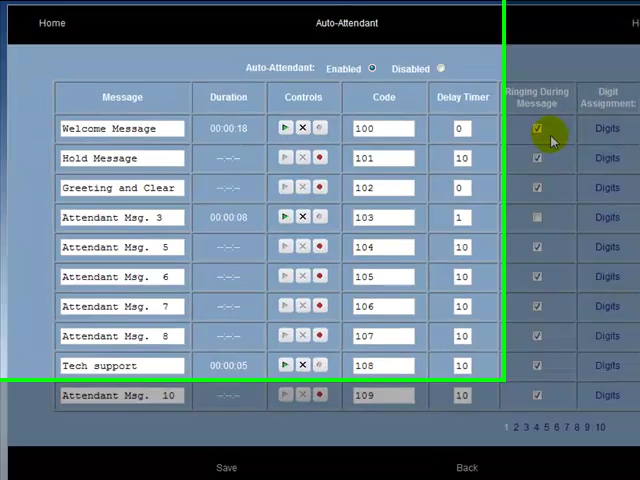 Home Auto-Attendant H
Auto-Attendant: Enabled Disabled
Message Duration Controls Code Delay Timer Ringing During Message Digit Assignment:
Welcome Message 00:00:18 100 0 Digits
Hold Message --:--:-- 101 10 Digits
Greeting and Clear --:--:-- 102 0 Digits
Attendant Msg. 3 00:00:08 103 1 Digits
Attendant Msg. 5 --:--:-- 104 10 Digits
Attendant Msg. 6 --:--:-- 105 10 Digits
Attendant Msg. 7 --:--:-- 106 10 Digits
Attendant Msg. 8 --:--:-- 107 10 Digits
Tech support 00:00:05 108 10 Digits
Attendant Msg. 10 --:--:-- 109 10 Digits
1 2 3 4 5 6 7 8 9 10
Save Back